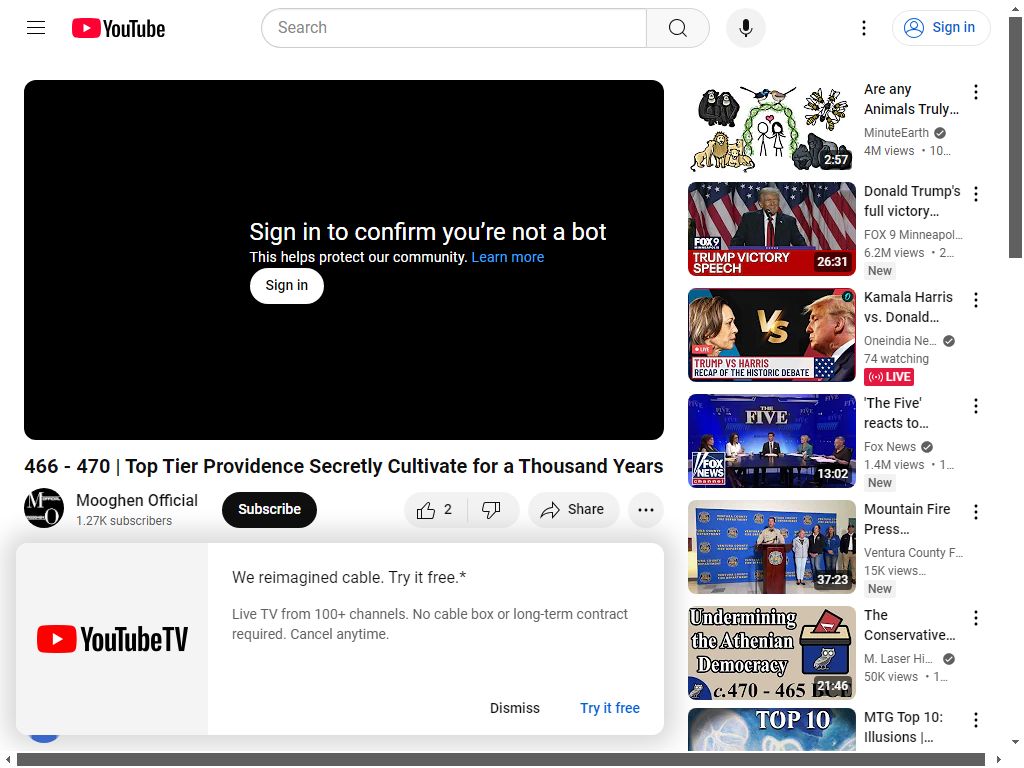 YouTube
Search
Sign in
Sign in to confirm you’re not a bot
This helps protect our community. Learn more
Sign in
466 - 470 | Top Tier Providence Secretly Cultivate for a Thousand Years
Mooghen Official
1.27K subscribers
Subscribe
2
Share
We reimagined cable. Try it free.*
Live TV from 100+ channels. No cable box or long-term contract
required. Cancel anytime.
YouTubeTV
Dismiss
Try it free
2:57
Are any
Animals Truly…
MinuteEarth
4M views • 10…
FOX 9
TRUMP VICTORY
SPEECH
26:31
Donald Trump's
full victory…
FOX 9 Minneapol…
6.2M views • 2…
New
VS
LIVE
TRUMP VS HARRIS
RECAP OF THE HISTORIC DEBATE
Kamala Harris
vs. Donald…
Oneindia Ne…
74 watching
LIVE
THE
FIVE
FOX
NEWS
channel
13:02
'The Five'
reacts to…
Fox News
1.4M views • 1…
New
37:23
Mountain Fire
Press…
Ventura County F…
15K views…
New
Undermining
the Athenian
Democracy
c.470 - 465 BCE
21:46
The
Conservative…
M. Laser Hi…
50K views • 1…
TOP 10
MTG Top 10:
Illusions |…